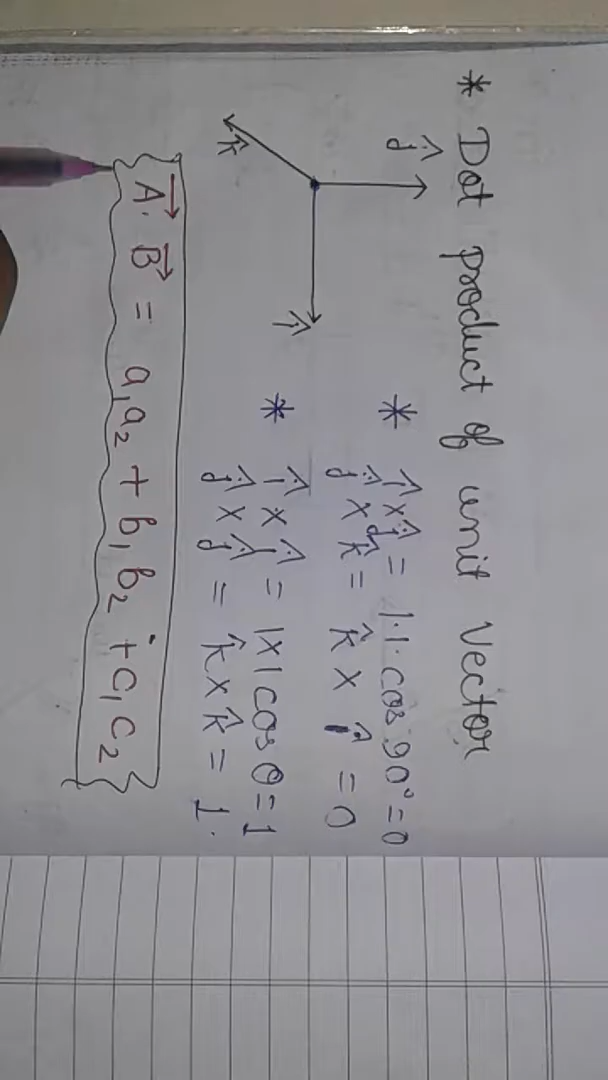 * Dot product of unit vector
ĵ
k̂
î
* î × ĵ = 1.1. cos 90° = 0
ĵ × k̂ = k̂ × î = 0
* î × î = 1×1 cos 0 = 1
ĵ × ĵ = k̂ × k̂ = 1.
A⃗. B⃗ = a₁a₂ + b₁b₂ + c₁c₂